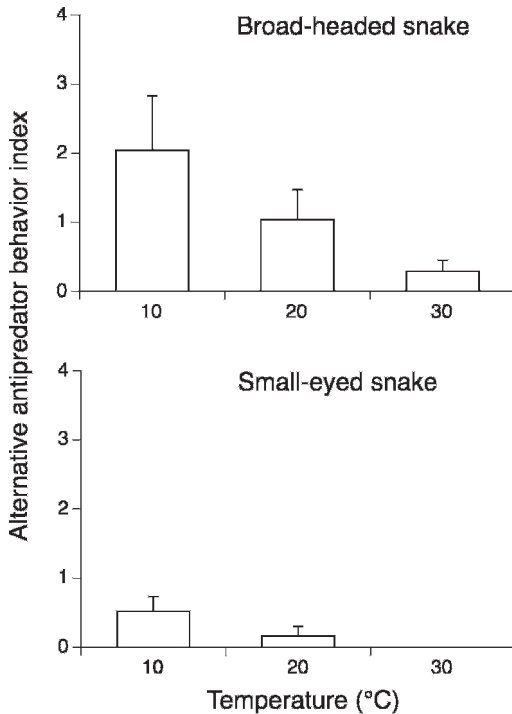 Alternative antipredator behavior index
Broad-headed snake
4
3
2
1
0
10 20 30
Small-eyed snake
4
3
2
1
0
10 20 30
Temperature (°C)